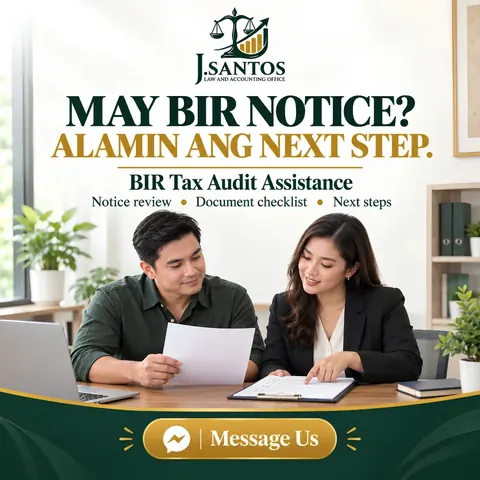 J.SANTOS
LAW AND ACCOUNTING OFFICE
MAY BIR NOTICE?
ALAMIN ANG NEXT STEP.
BIR Tax Audit Assistance
Notice review • Document checklist • Next steps
Message Us